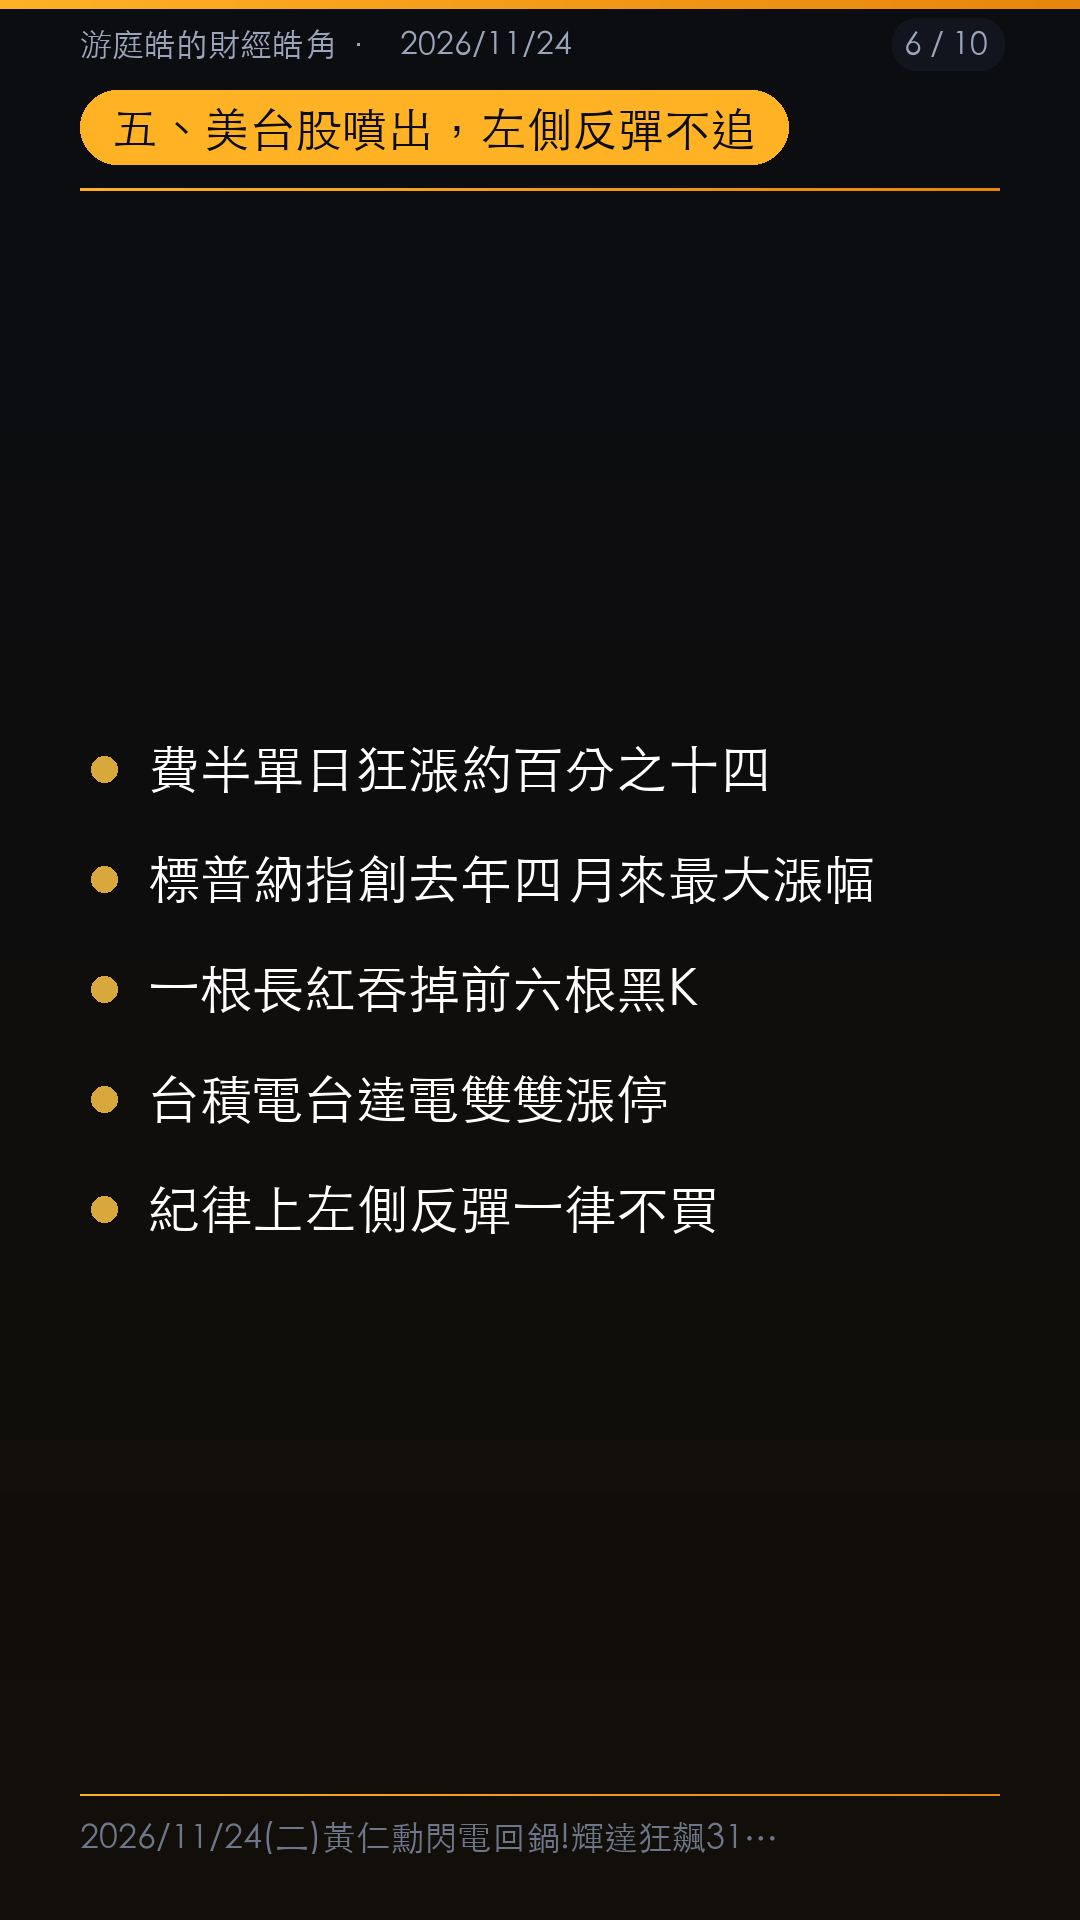 游庭皓的財經皓角 · 2026/11/24
6 / 10
五、美台股噴出，左側反彈不追
費半單日狂漲約百分之十四
標普納指創去年四月來最大漲幅
一根長紅吞掉前六根黑K
台積電台達電雙雙漲停
紀律上左側反彈一律不買
2026/11/24(二)黃仁勳閃電回鍋!輝達狂飆31⋯